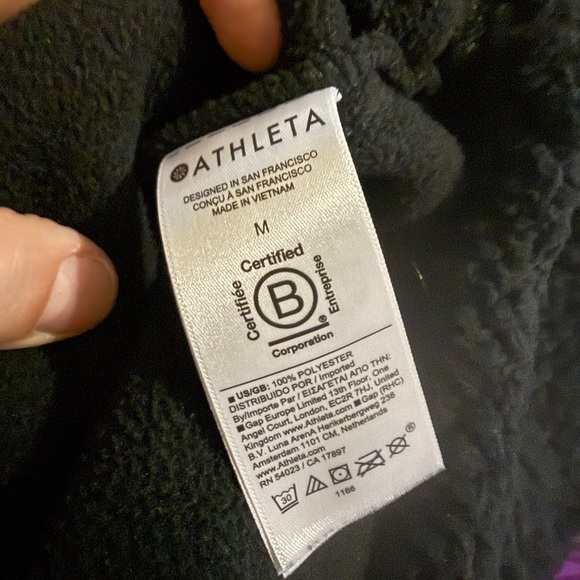 ATHLETA
DESIGNED IN SAN FRANCISCO
CONÇU À SAN FRANCISCO
MADE IN VIETNAM
M
Certified
Certifiée
B
Entreprise
®
Corporation
■ US/GB: 100% POLYESTER
DISTRIBUIDO POR / Imported
By/Importe Par / ΕΙΣΑΓΕΤΑΙ ΑΠΟ ΤΗΝ:
■Gap Europe Limited 13th Floor, One
Angel Court, London, EC2R 7HJ, United
Kingdom www.Athleta.com ■Gap (RHC)
B.V. Luna ArenA Herikerbergweg 238
Amsterdam 1101 CM, Netherlands
www.Athleta.com
RN 54023 / CA 17897
30
®
1166